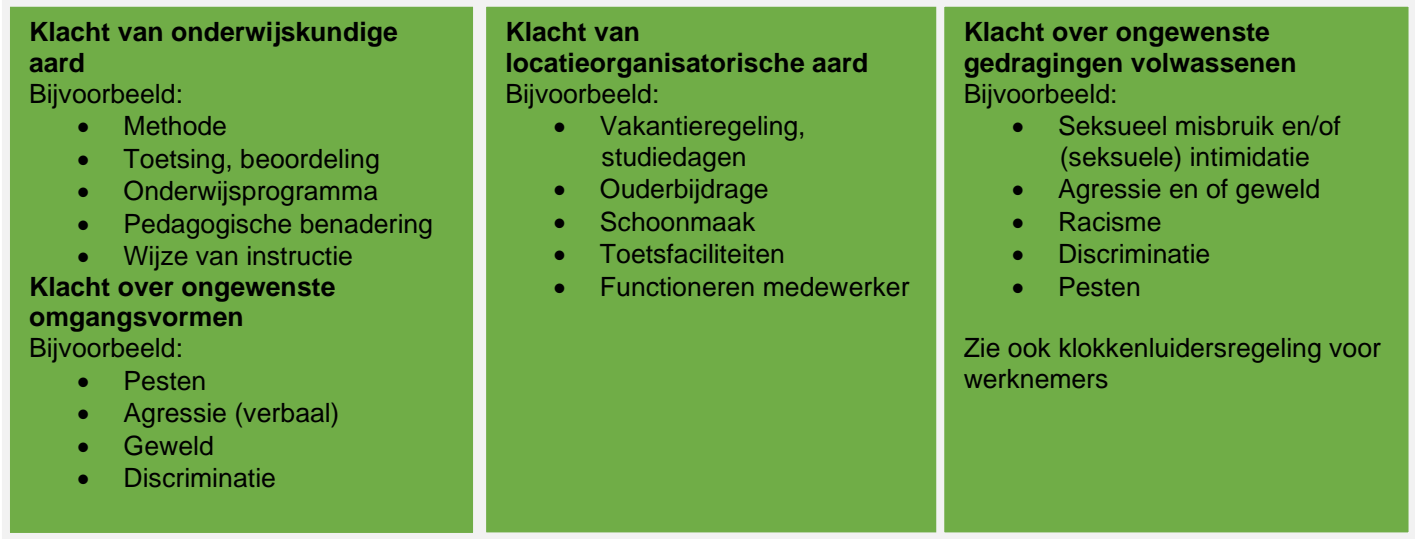 Klacht van onderwijskundige
aard
Bijvoorbeeld:
• Methode
• Toetsing, beoordeling
• Onderwijsprogramma
• Pedagogische benadering
• Wijze van instructie
Klacht over ongewenste
omgangsvormen
Bijvoorbeeld:
• Pesten
• Agressie (verbaal)
• Geweld
• Discriminatie
Klacht van
locatieorganisatorische aard
Bijvoorbeeld:
• Vakantieregeling,
studiedagen
• Ouderbijdrage
• Schoonmaak
• Toetsfaciliteiten
• Functioneren medewerker
Klacht over ongewenste
gedragingen volwassenen
Bijvoorbeeld:
• Seksueel misbruik en/of
(seksuele) intimidatie
• Agressie en of geweld
• Racisme
• Discriminatie
• Pesten
Zie ook klokkenluidersregeling voor
werknemers